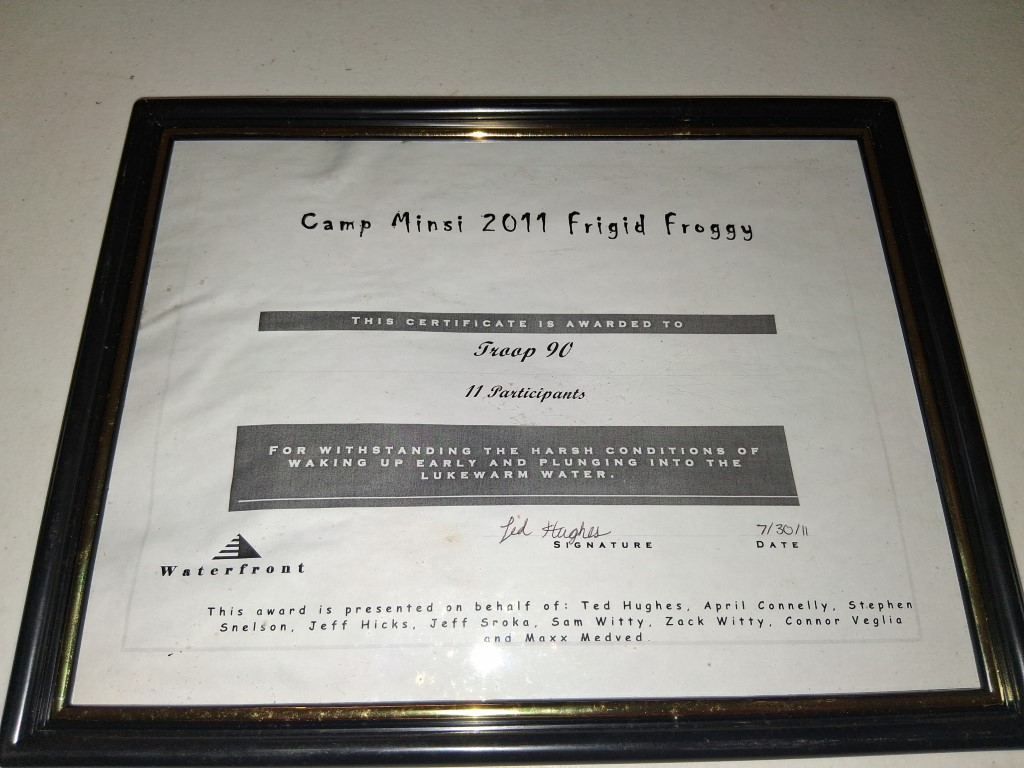 Camp Minsi 2011 Frigid Froggy
THIS CERTIFICATE IS AWARDED TO
Troop 90
11 Participants
FOR WITHSTANDING THE HARSH CONDITIONS OF
WAKING UP EARLY AND PLUNGING INTO THE
LUKEWARM WATER.
Ted Hughes
7/30/11
SIGNATURE
DATE
Waterfront
This award is presented on behalf of: Ted Hughes, April Connelly, Stephen
Snelson, Jeff Hicks, Jeff Sroka, Sam Witty, Zack Witty, Connor Veglia
and Maxx Medved.